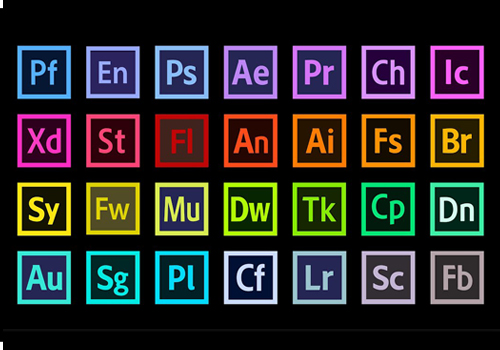 Pf En Ps Ae Pr Ch Ic
Xd St Fl An Ai Fs Br
Sy Fw Mu Dw Tk Cp Dn
Au Sg Pl Cf Lr Sc Fb